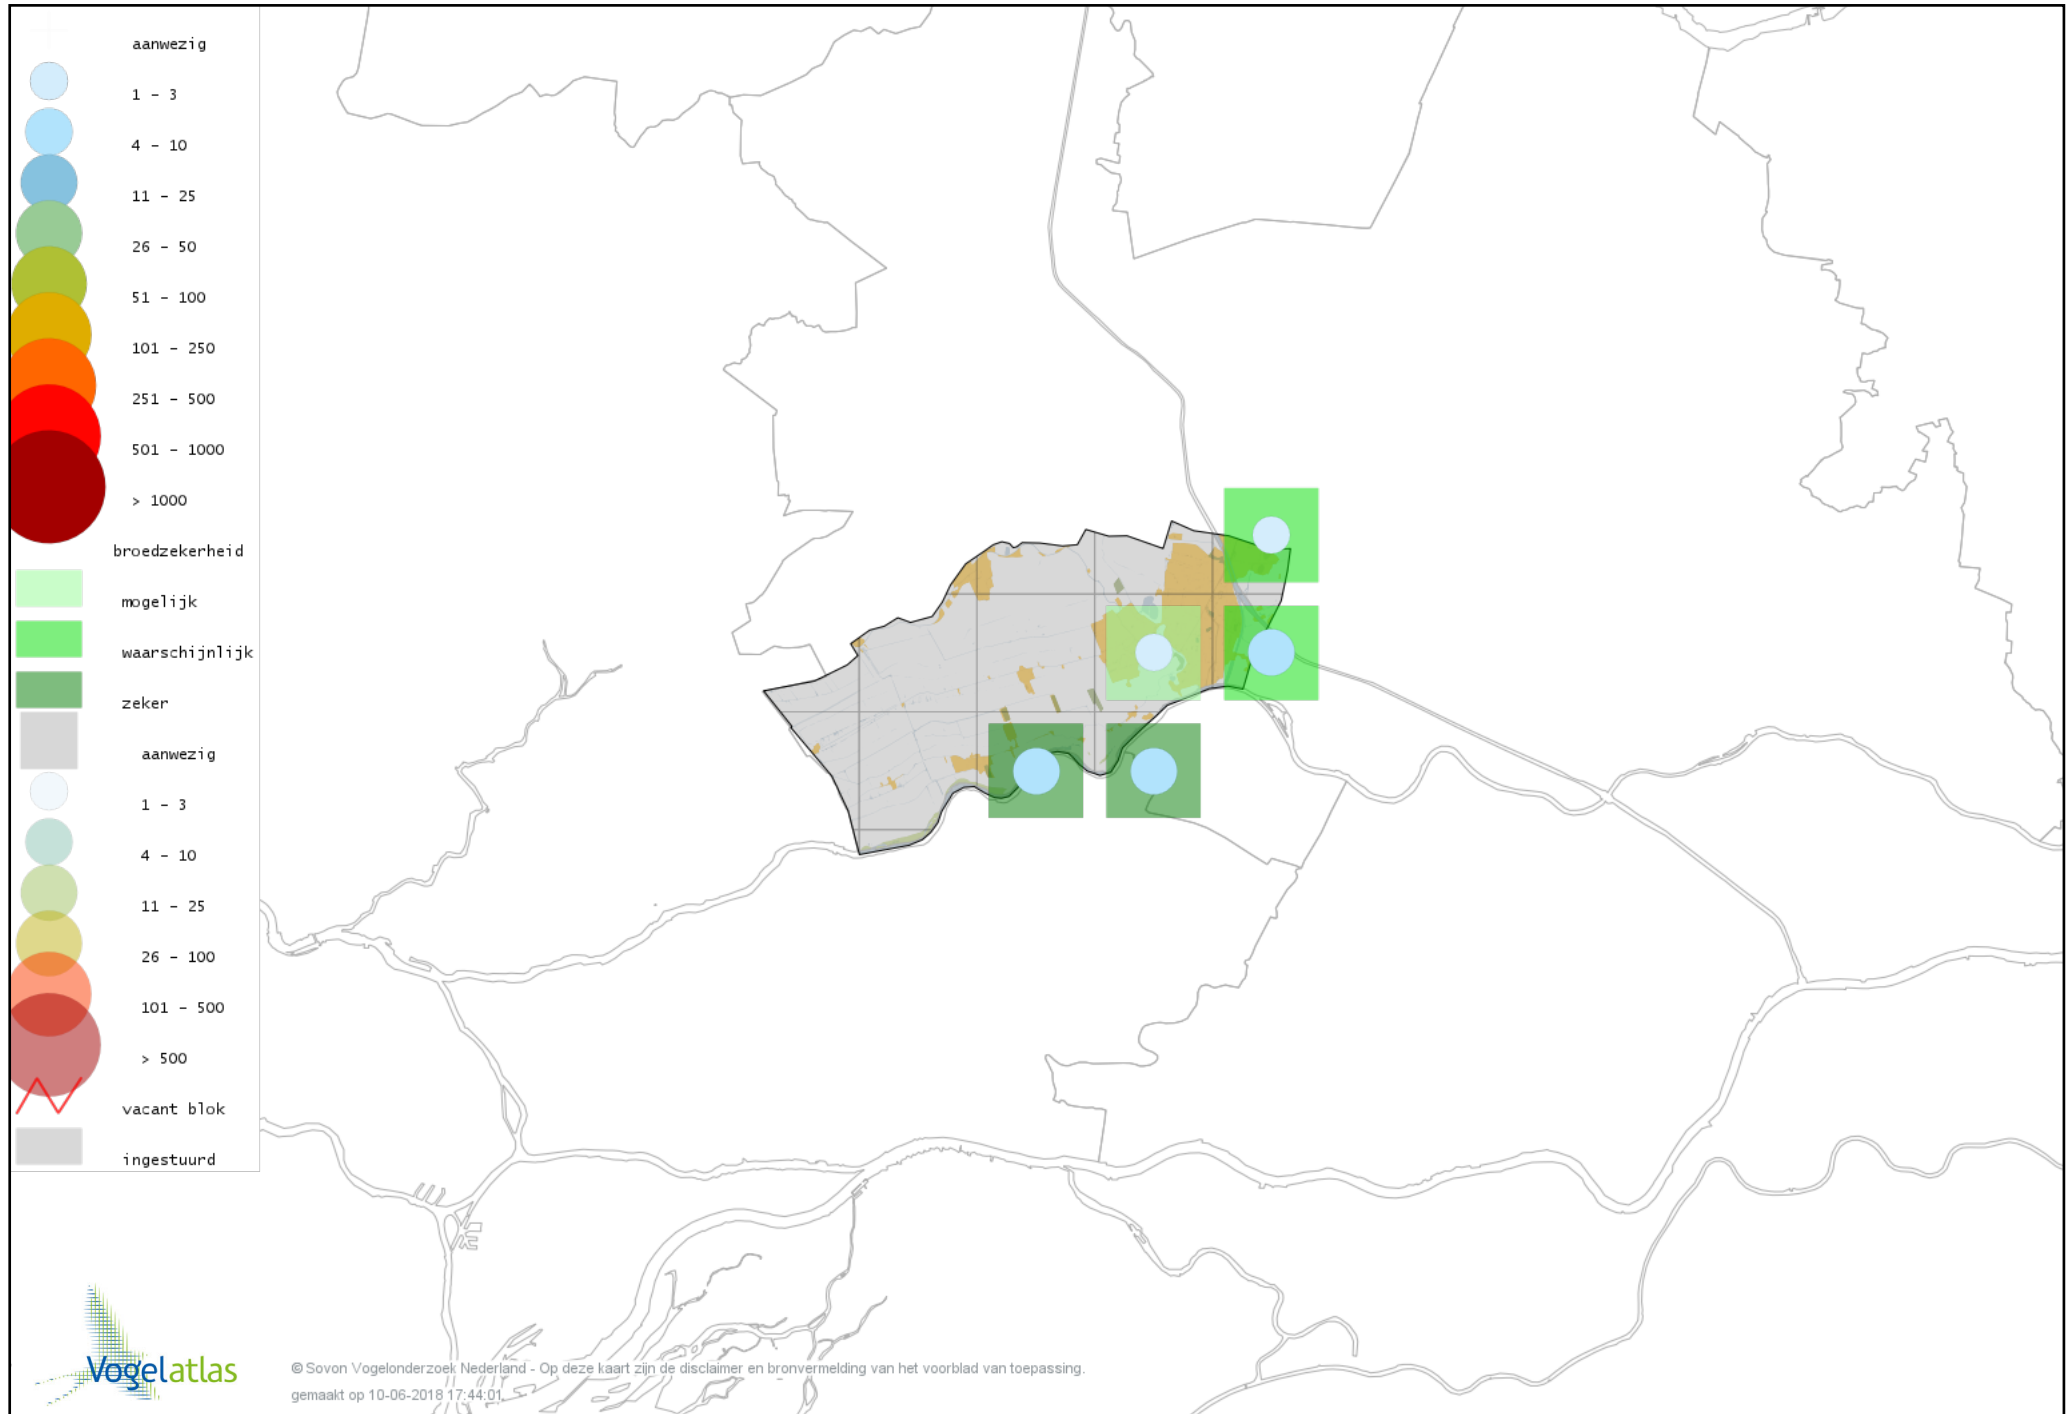 aanwezig
1 - 3
4 - 10
11 - 25
26 - 50
51 - 100
101 - 250
251 - 500
501 - 1000
> 1000
broedzekerheid
mogelijk
waarschijnlijk
zeker
aanwezig
1 - 3
4 - 10
11 - 25
26 - 100
101 - 500
> 500
vacant blok
ingestuurd
Vogelatlas
© Sovon Vogelonderzoek Nederland - Op deze kaart zijn de disclaimer en bronvermelding van het voorblad van toepassing.
gemaakt op 10-06-2018 17:44:01